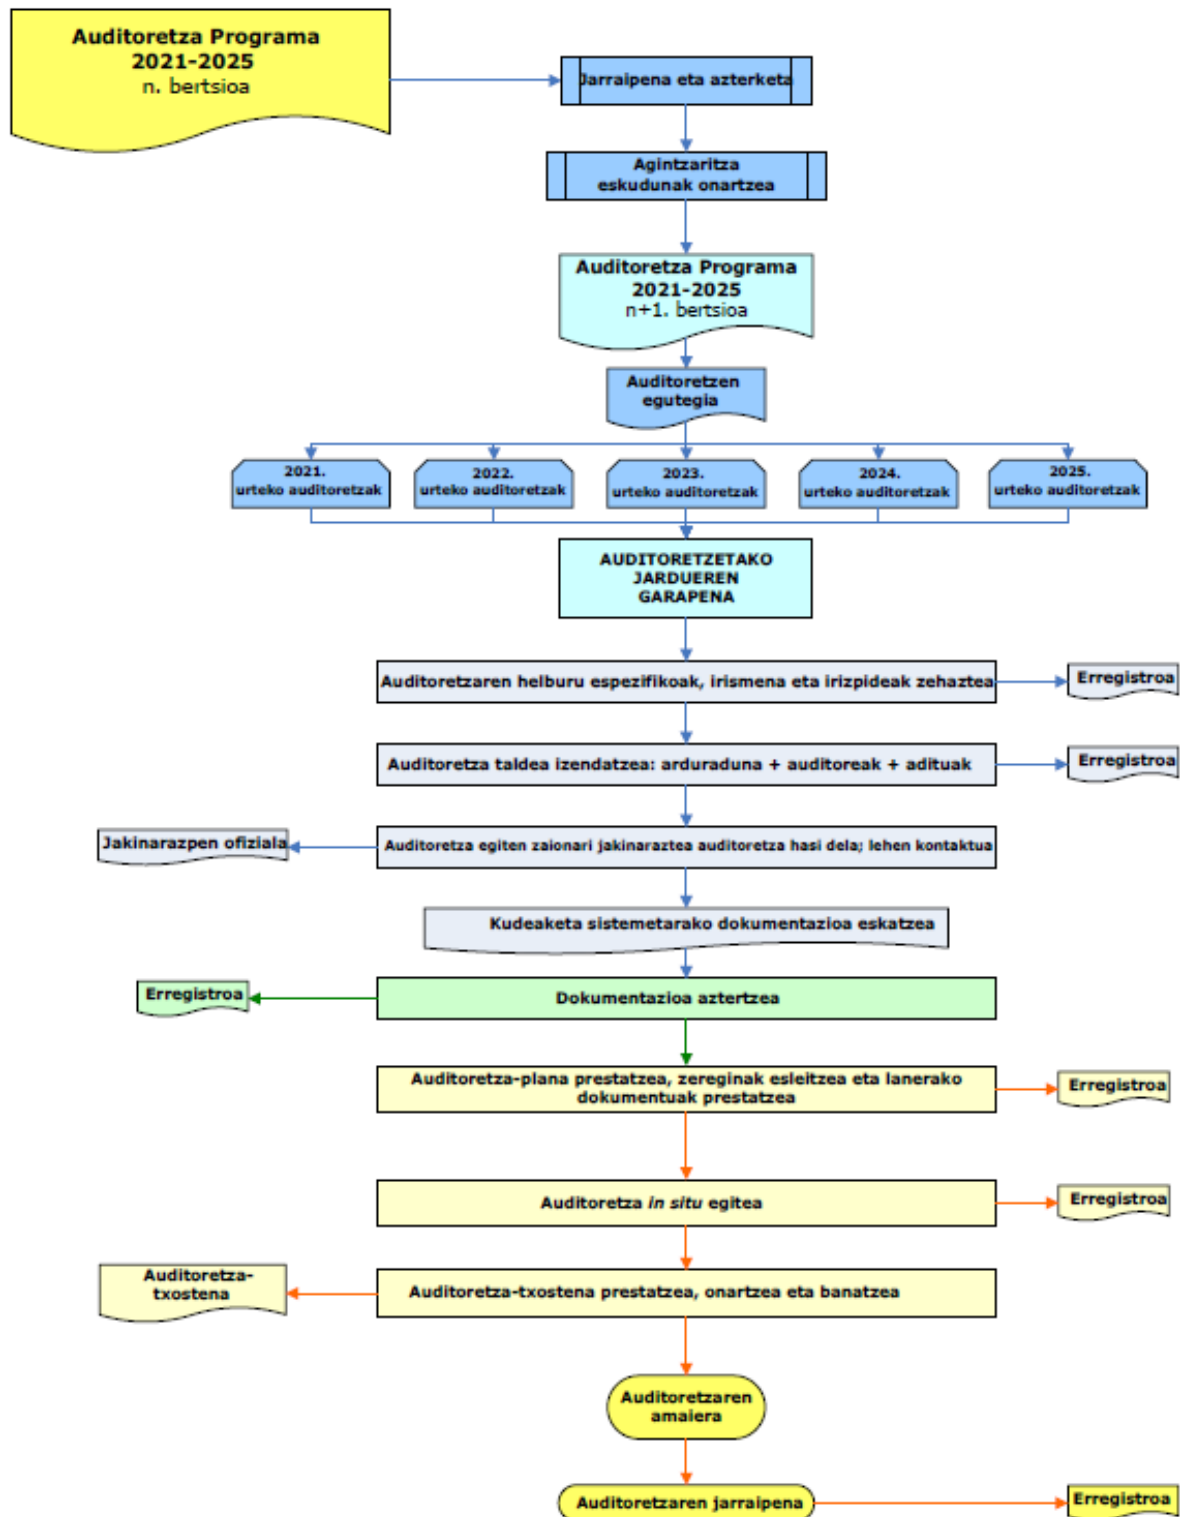 Auditoretza Programa
2021-2025
n. bertsioa
Jarraipena eta azterketa
Agintzaritza
eskudunak onartzea
Auditoretza Programa
2021-2025
n+1. bertsioa
Auditoretzen
egutegia
2021.
urteko auditoretzak
2022.
urteko auditoretzak
2023.
urteko auditoretzak
2024.
urteko auditoretzak
2025.
urteko auditoretzak
AUDITORETZETAKO
JARDUEREN
GARAPENA
Auditoretzaren helburu espezifikoak, irismena eta irizpideak zehaztea
Erregistroa
Auditoretza taldea izendatzea: arduraduna + auditoreak + adituak
Erregistroa
Jakinarazpen ofiziala
Auditoretza egiten zaionari jakinaraztea auditoretza hasi dela; lehen kontaktua
Kudeaketa sistemetarako dokumentazioa eskatzea
Erregistroa
Dokumentazioa aztertzea
Auditoretza-plana prestatzea, zereginak esleitzea eta lanerako
dokumentuak prestatzea
Erregistroa
Auditoretza in situ egitea
Erregistroa
Auditoretza-
txostena
Auditoretza-txostena prestatzea, onartzea eta banatzea
Auditoretzaren
amaiera
Auditoretzaren jarraipena
Erregistroa